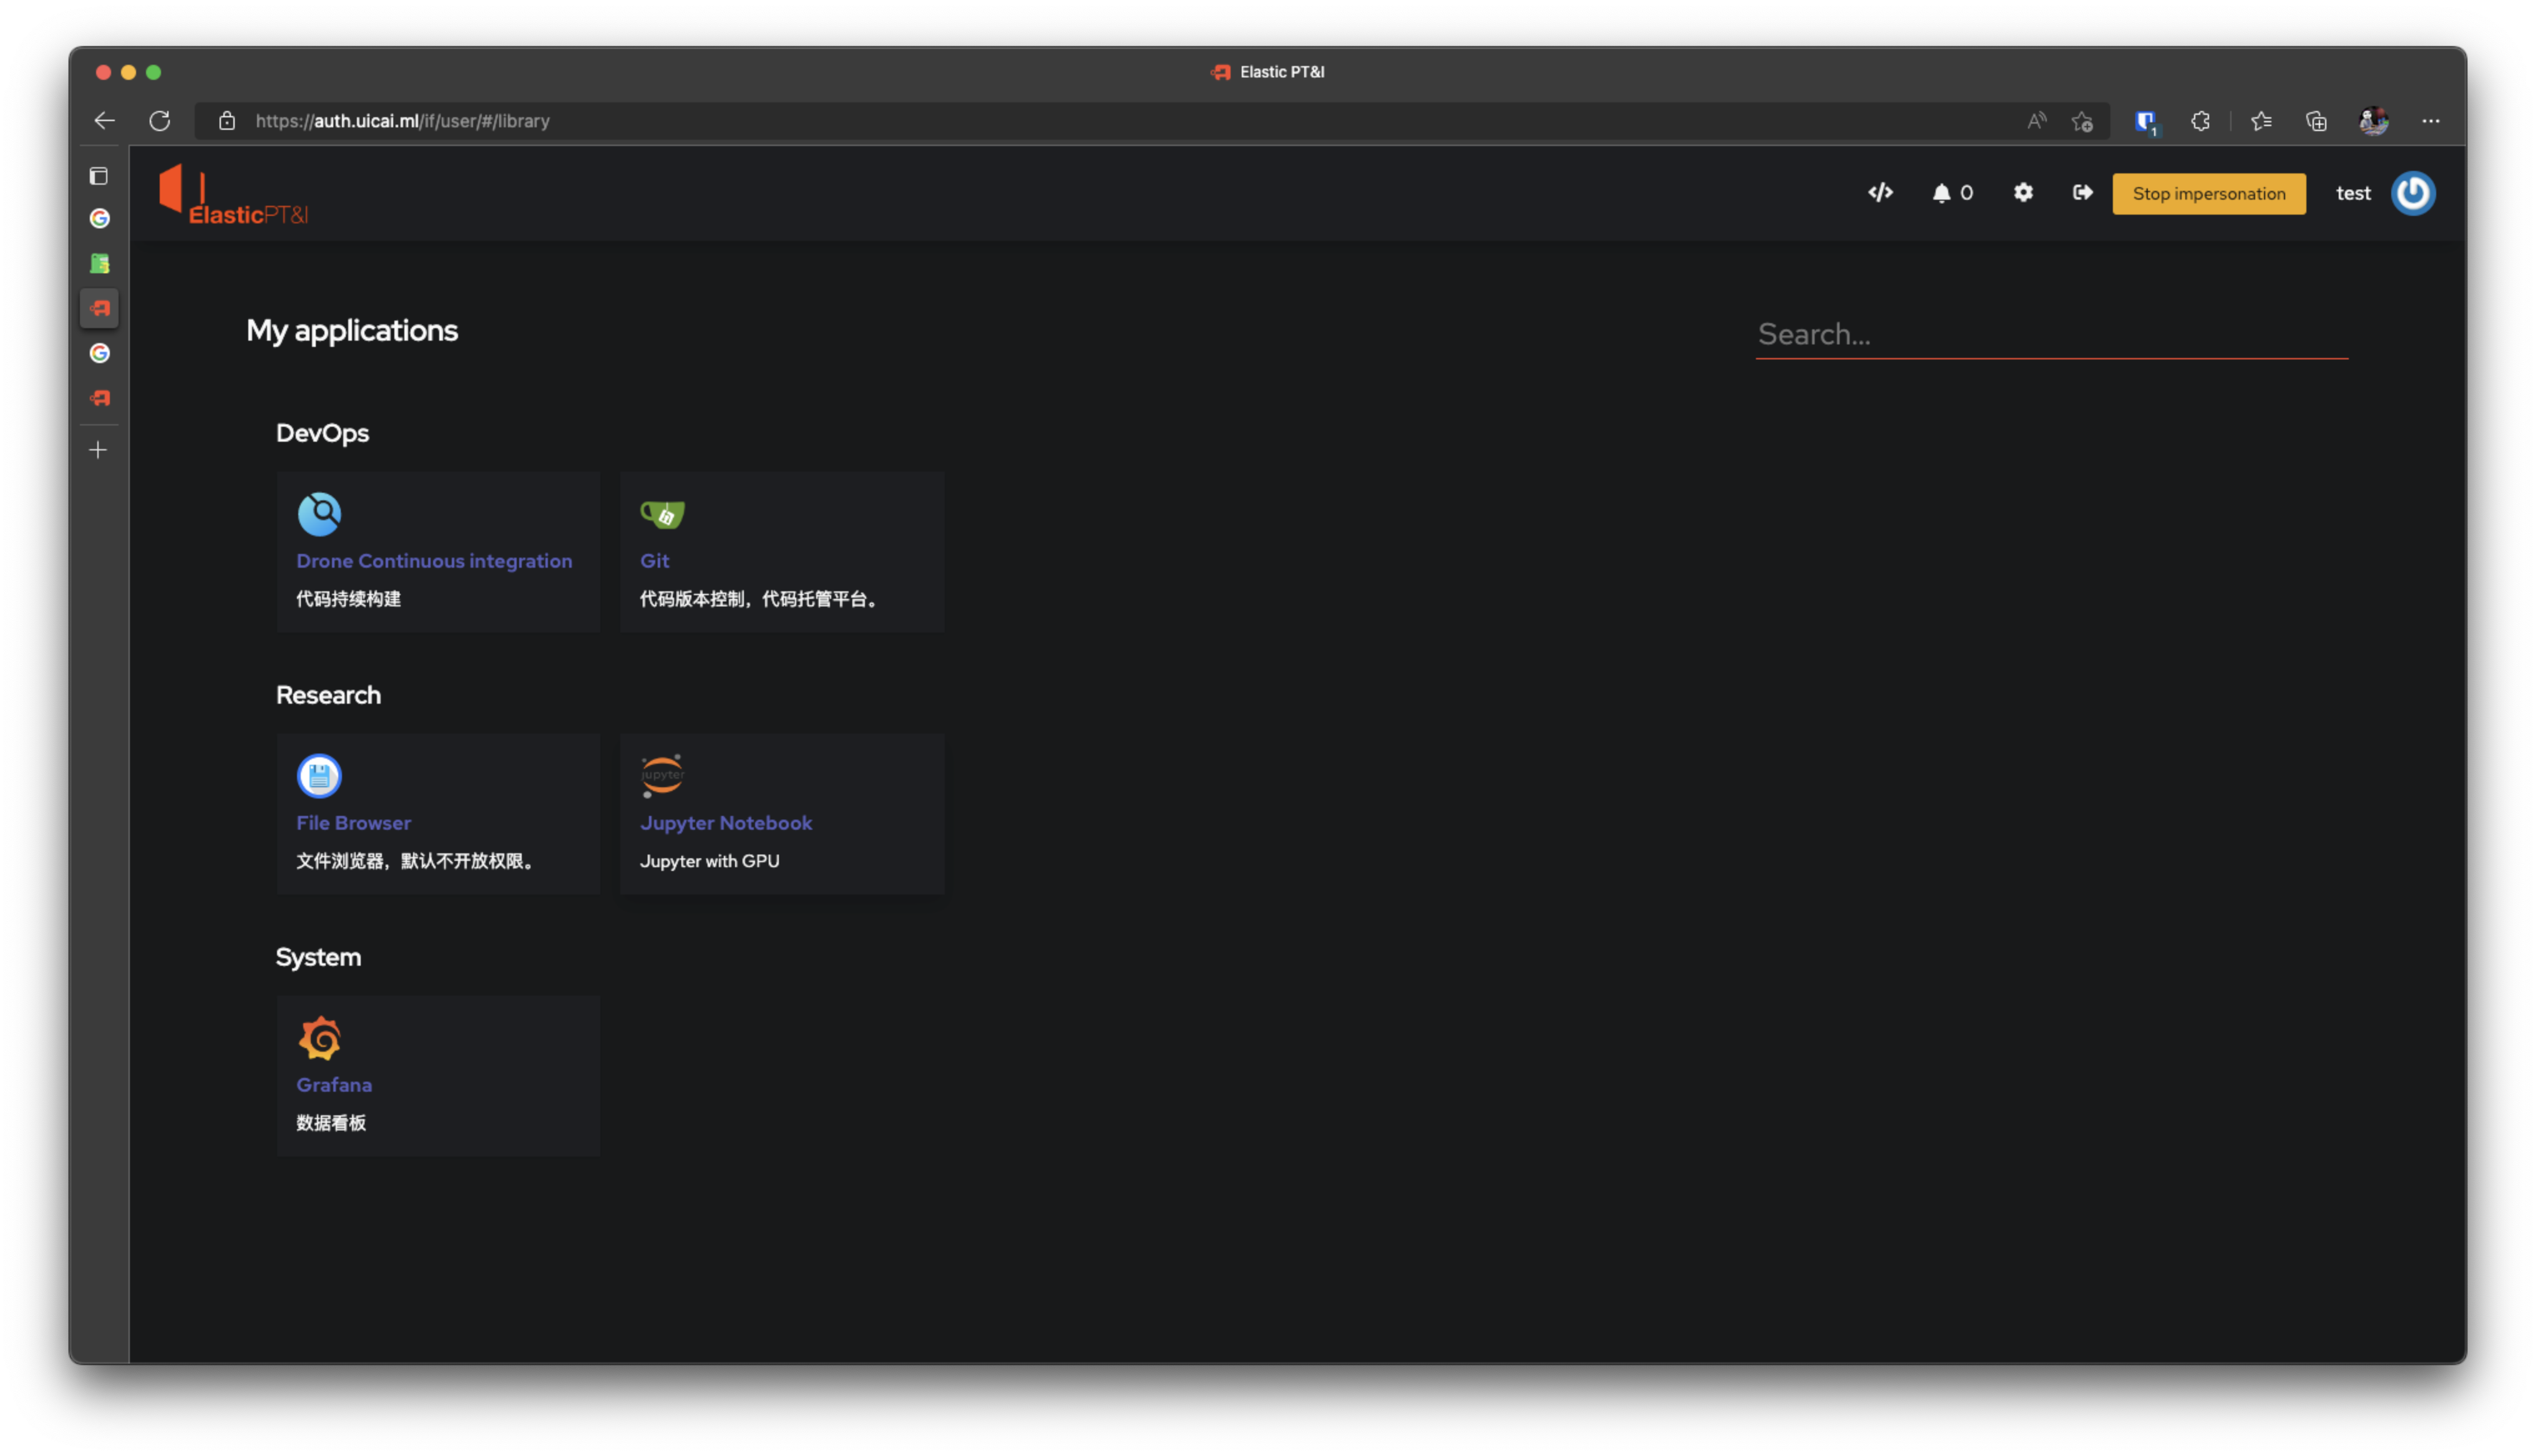 Elastic PT&I
https://auth.uicai.ml/if/user/#/library
1
ElasticPT&I
0
Stop impersonation
test
My applications
Search...
DevOps
Drone Continuous integration
代码持续构建
Git
代码版本控制，代码托管平台。
Research
File Browser
文件浏览器，默认不开放权限。
jupyter
Jupyter Notebook
Jupyter with GPU
System
Grafana
数据看板